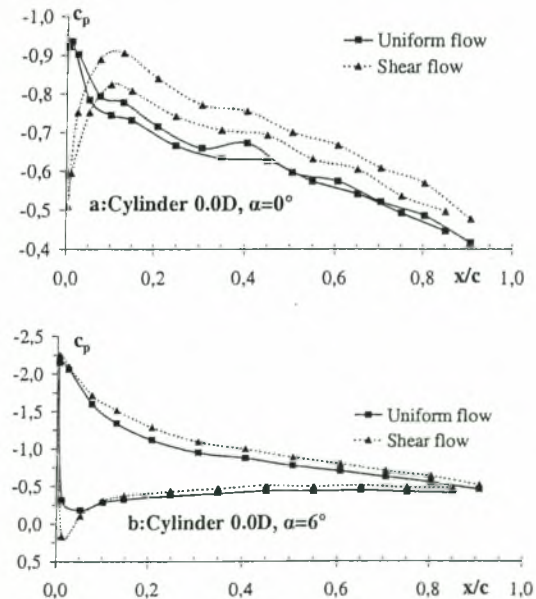 -1,0
cp
-0,9
-0,8
-0,7
-0,6
-0,5
-0,4
Uniform flow
Shear flow
a:Cylinder 0.0D, α=0°
x/c
0,0 0,2 0,4 0,6 0,8 1,0
-2,5
cp
-2,0
-1,5
-1,0
-0,5
0,0
0,5
Uniform flow
Shear flow
b:Cylinder 0.0D, α=6°
x/c
0,0 0,2 0,4 0,6 0,8 1,0